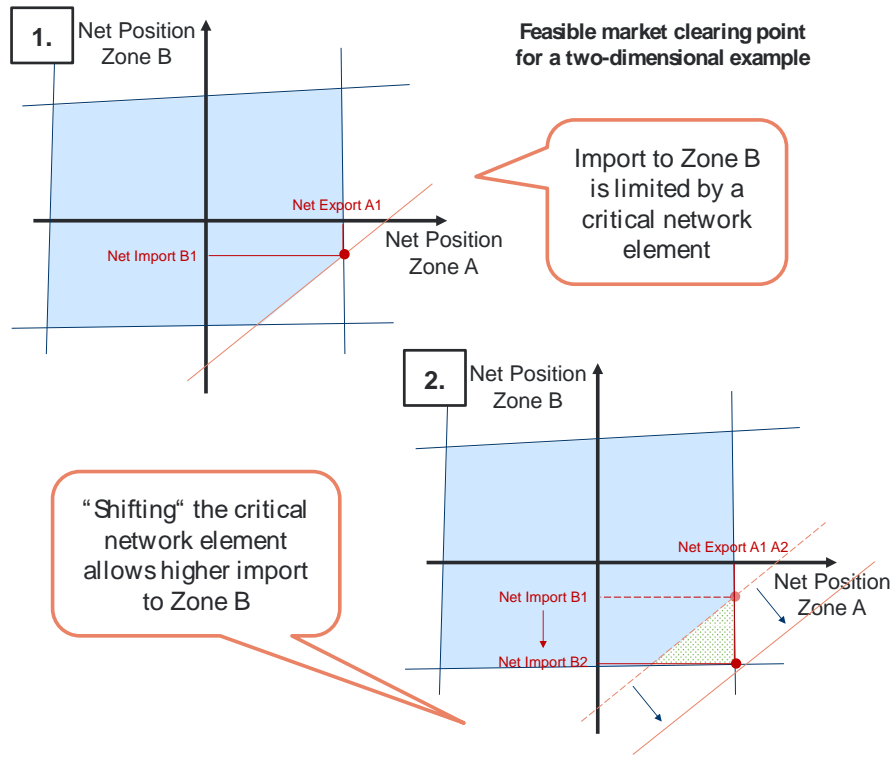 1.
Net Position
Zone B
Feasible market clearing point
for a two-dimensional example
Import to Zone B
is limited by a
critical network
element
Net Export A1
Net Position
Zone A
Net Import B1
2.
Net Position
Zone B
“Shifting“ the critical
network element
allows higher import
to Zone B
Net Export A1 A2
Net Position
Zone A
Net Import B1
Net Import B2